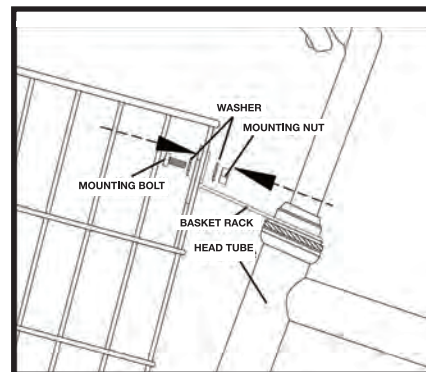 WASHER
MOUNTING NUT
MOUNTING BOLT
BASKET RACK
HEAD TUBE